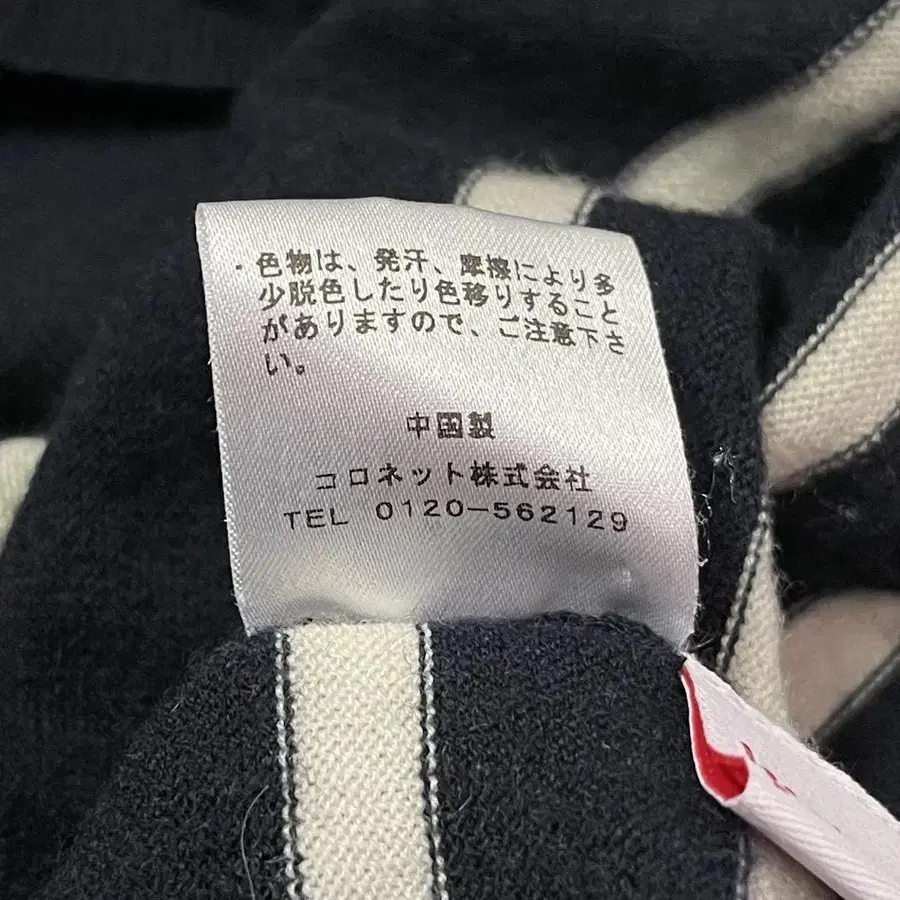 ・色物は、発汗、摩擦により多
少脱色したり色移りすること
がありますので、ご注意下さ
い。
中国製
コロネット株式会社
TEL 0120-562129